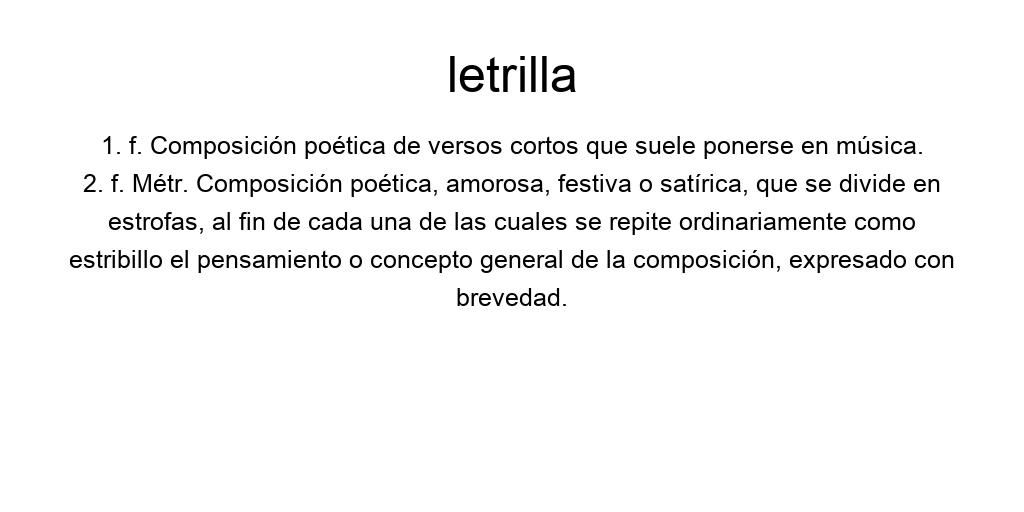 letrilla
1. f. Composición poética de versos cortos que suele ponerse en música.
2. f. Métr. Composición poética, amorosa, festiva o satírica, que se divide en
estrofas, al fin de cada una de las cuales se repite ordinariamente como
estribillo el pensamiento o concepto general de la composición, expresado con
brevedad.